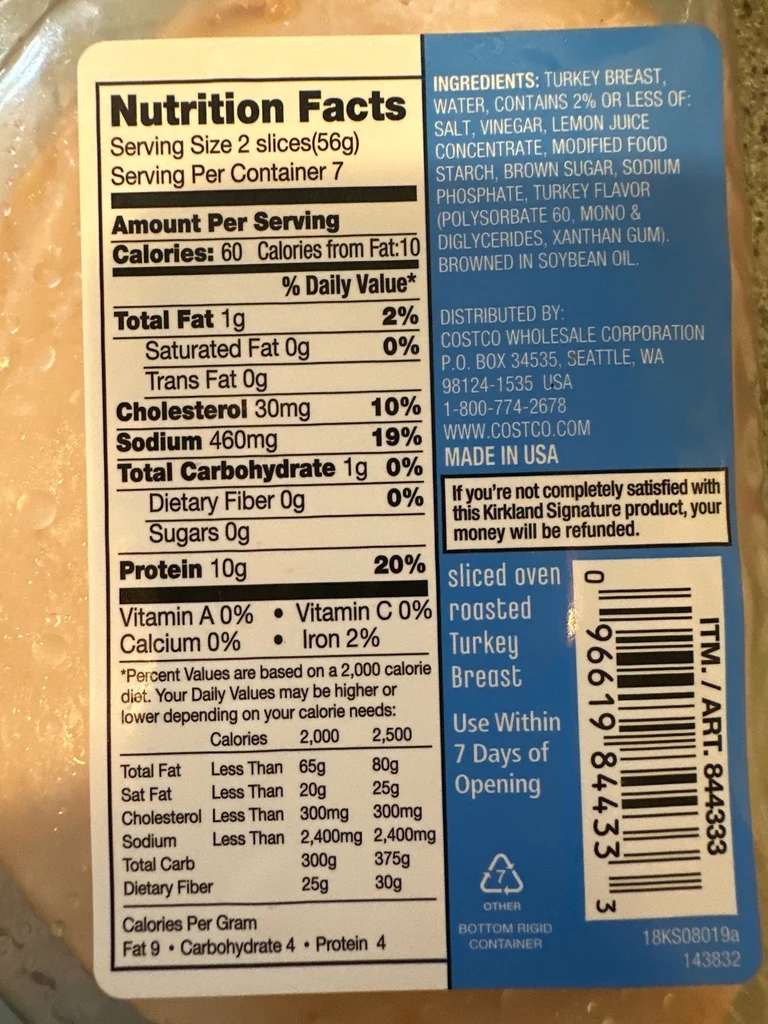 Nutrition Facts
Serving Size 2 slices(56g)
Serving Per Container 7
Amount Per Serving
Calories: 60 Calories from Fat:10
% Daily Value*
Total Fat 1g 2%
Saturated Fat 0g 0%
Trans Fat 0g
Cholesterol 30mg 10%
Sodium 460mg 19%
Total Carbohydrate 1g 0%
Dietary Fiber 0g 0%
Sugars 0g
Protein 10g 20%
Vitamin A 0% • Vitamin C 0%
Calcium 0% • Iron 2%
*Percent Values are based on a 2,000 calorie
diet. Your Daily Values may be higher or
lower depending on your calorie needs:
Calories 2,000 2,500
Total Fat Less Than 65g 80g
Sat Fat Less Than 20g 25g
Cholesterol Less Than 300mg 300mg
Sodium Less Than 2,400mg 2,400mg
Total Carb 300g 375g
Dietary Fiber 25g 30g
Calories Per Gram
Fat 9 • Carbohydrate 4 • Protein 4
INGREDIENTS: TURKEY BREAST,
WATER, CONTAINS 2% OR LESS OF:
SALT, VINEGAR, LEMON JUICE
CONCENTRATE, MODIFIED FOOD
STARCH, BROWN SUGAR, SODIUM
PHOSPHATE, TURKEY FLAVOR
(POLYSORBATE 60, MONO &
DIGLYCERIDES, XANTHAN GUM).
BROWNED IN SOYBEAN OIL.
DISTRIBUTED BY:
COSTCO WHOLESALE CORPORATION
P.O. BOX 34535, SEATTLE, WA
98124-1535 USA
1-800-774-2678
WWW.COSTCO.COM
MADE IN USA
If you're not completely satisfied with
this Kirkland Signature product, your
money will be refunded.
sliced oven
roasted
Turkey
Breast
Use Within
7 Days of
Opening
7
OTHER
BOTTOM RIGID
CONTAINER
ITM. / ART. 844333
0 96619 84433 3
18KS08019a
143832